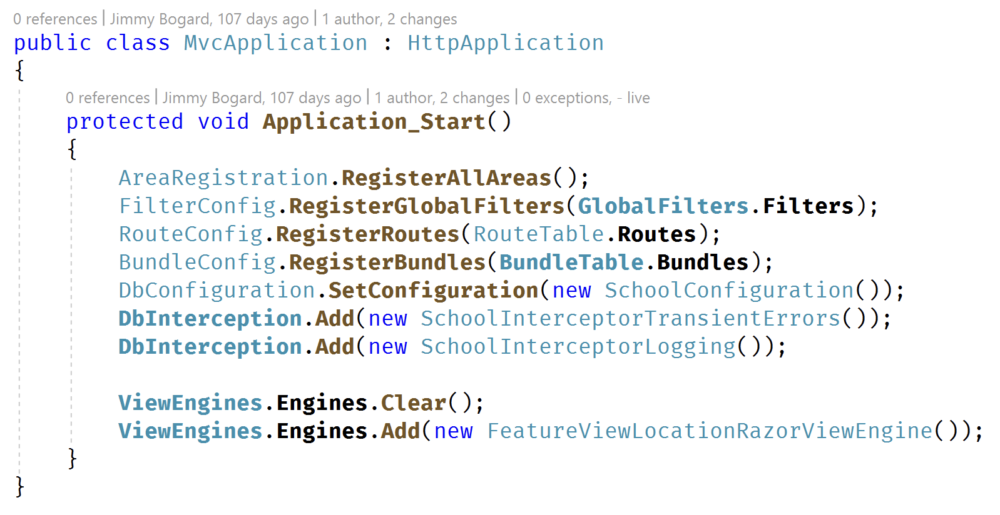 0 references | Jimmy Bogard, 107 days ago | 1 author, 2 changes
public class MvcApplication : HttpApplication
{
0 references | Jimmy Bogard, 107 days ago | 1 author, 2 changes | 0 exceptions, - live
protected void Application_Start()
{
AreaRegistration.RegisterAllAreas();
FilterConfig.RegisterGlobalFilters(GlobalFilters.Filters);
RouteConfig.RegisterRoutes(RouteTable.Routes);
BundleConfig.RegisterBundles(BundleTable.Bundles);
DbConfiguration.SetConfiguration(new SchoolConfiguration());
DbInterception.Add(new SchoolInterceptorTransientErrors());
DbInterception.Add(new SchoolInterceptorLogging());
ViewEngines.Engines.Clear();
ViewEngines.Engines.Add(new FeatureViewLocationRazorViewEngine());
}
}